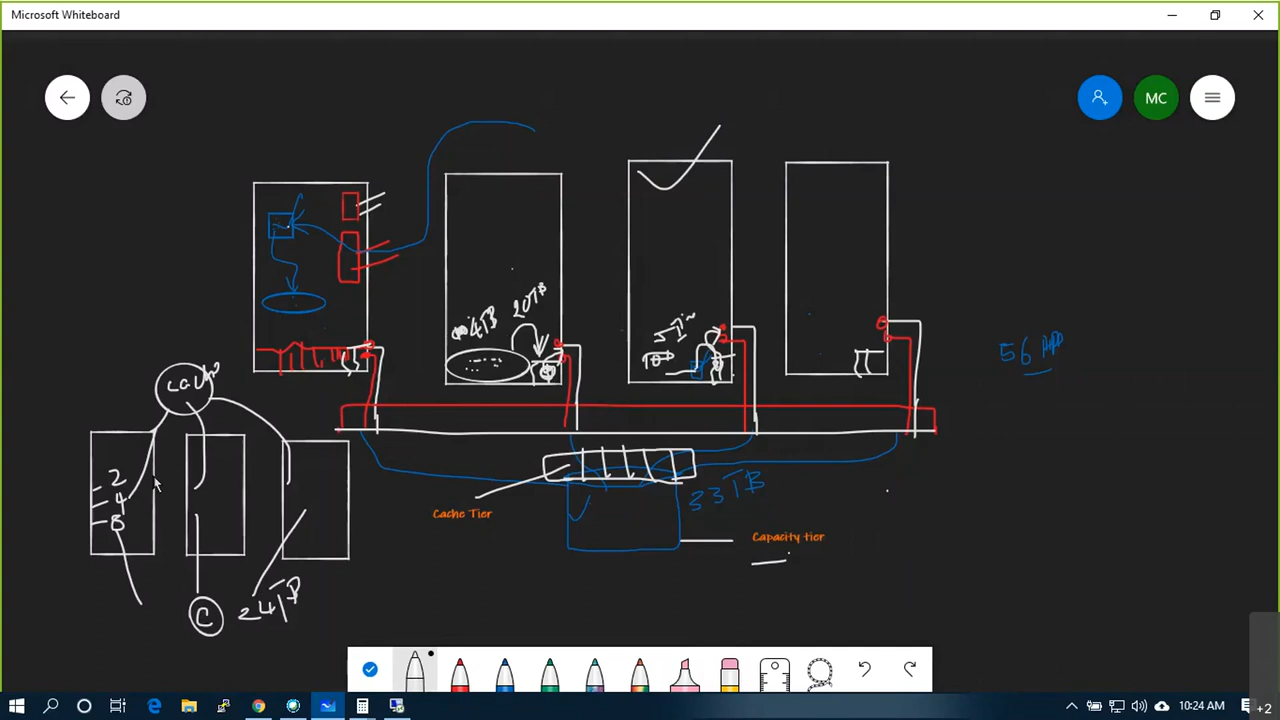 Microsoft Whiteboard
MC
4TB
20TB
56
Cache
33TB
2
4
8
Cache Tier
Capacity tier
C
24TB
10:24 AM
+2